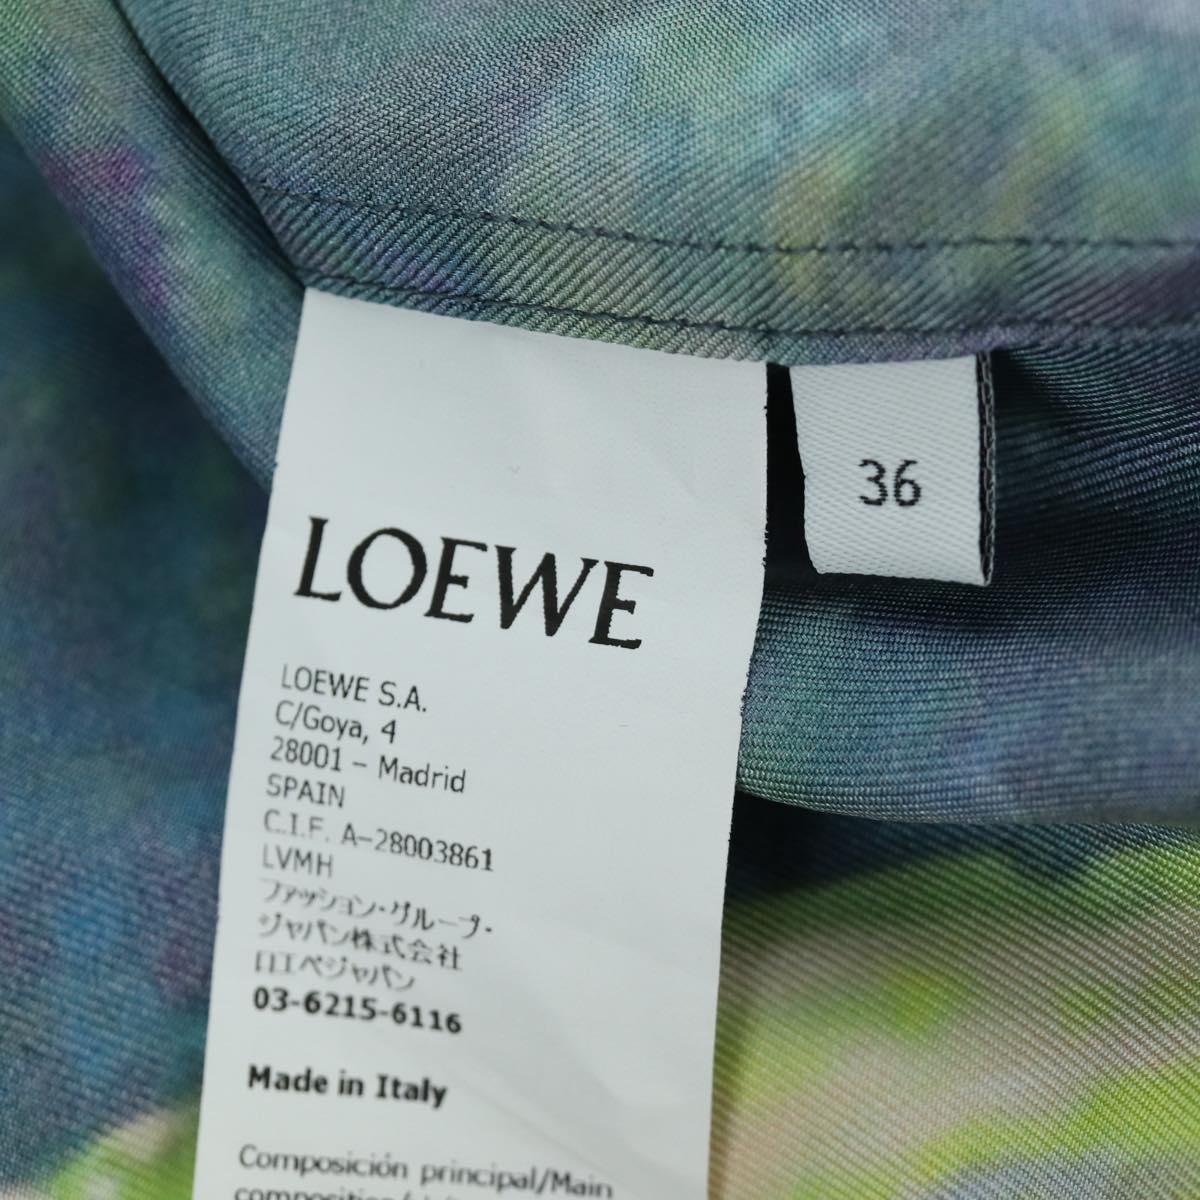 36
LOEWE
LOEWE S.A.
C/Goya, 4
28001 – Madrid
SPAIN
C.I.F. A-28003861
LVMH
ファッション・グループ・
ジャパン株式会社
ロエベジャパン
03-6215-6116
Made in Italy
Composición principal/Main